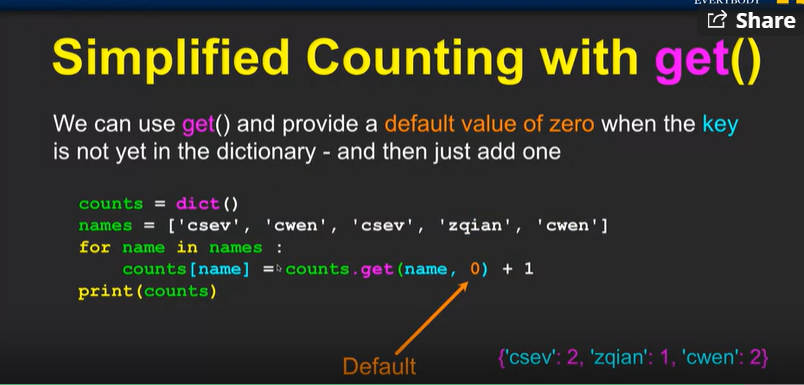 EVERYBODY
Share
Simplified Counting with get()
We can use get() and provide a default value of zero when the key
is not yet in the dictionary - and then just add one
counts = dict()
names = ['csev', 'cwen', 'csev', 'zqian', 'cwen']
for name in names :
    counts[name] = counts.get(name, 0) + 1
print(counts)
Default
{'csev': 2, 'zqian': 1, 'cwen': 2}